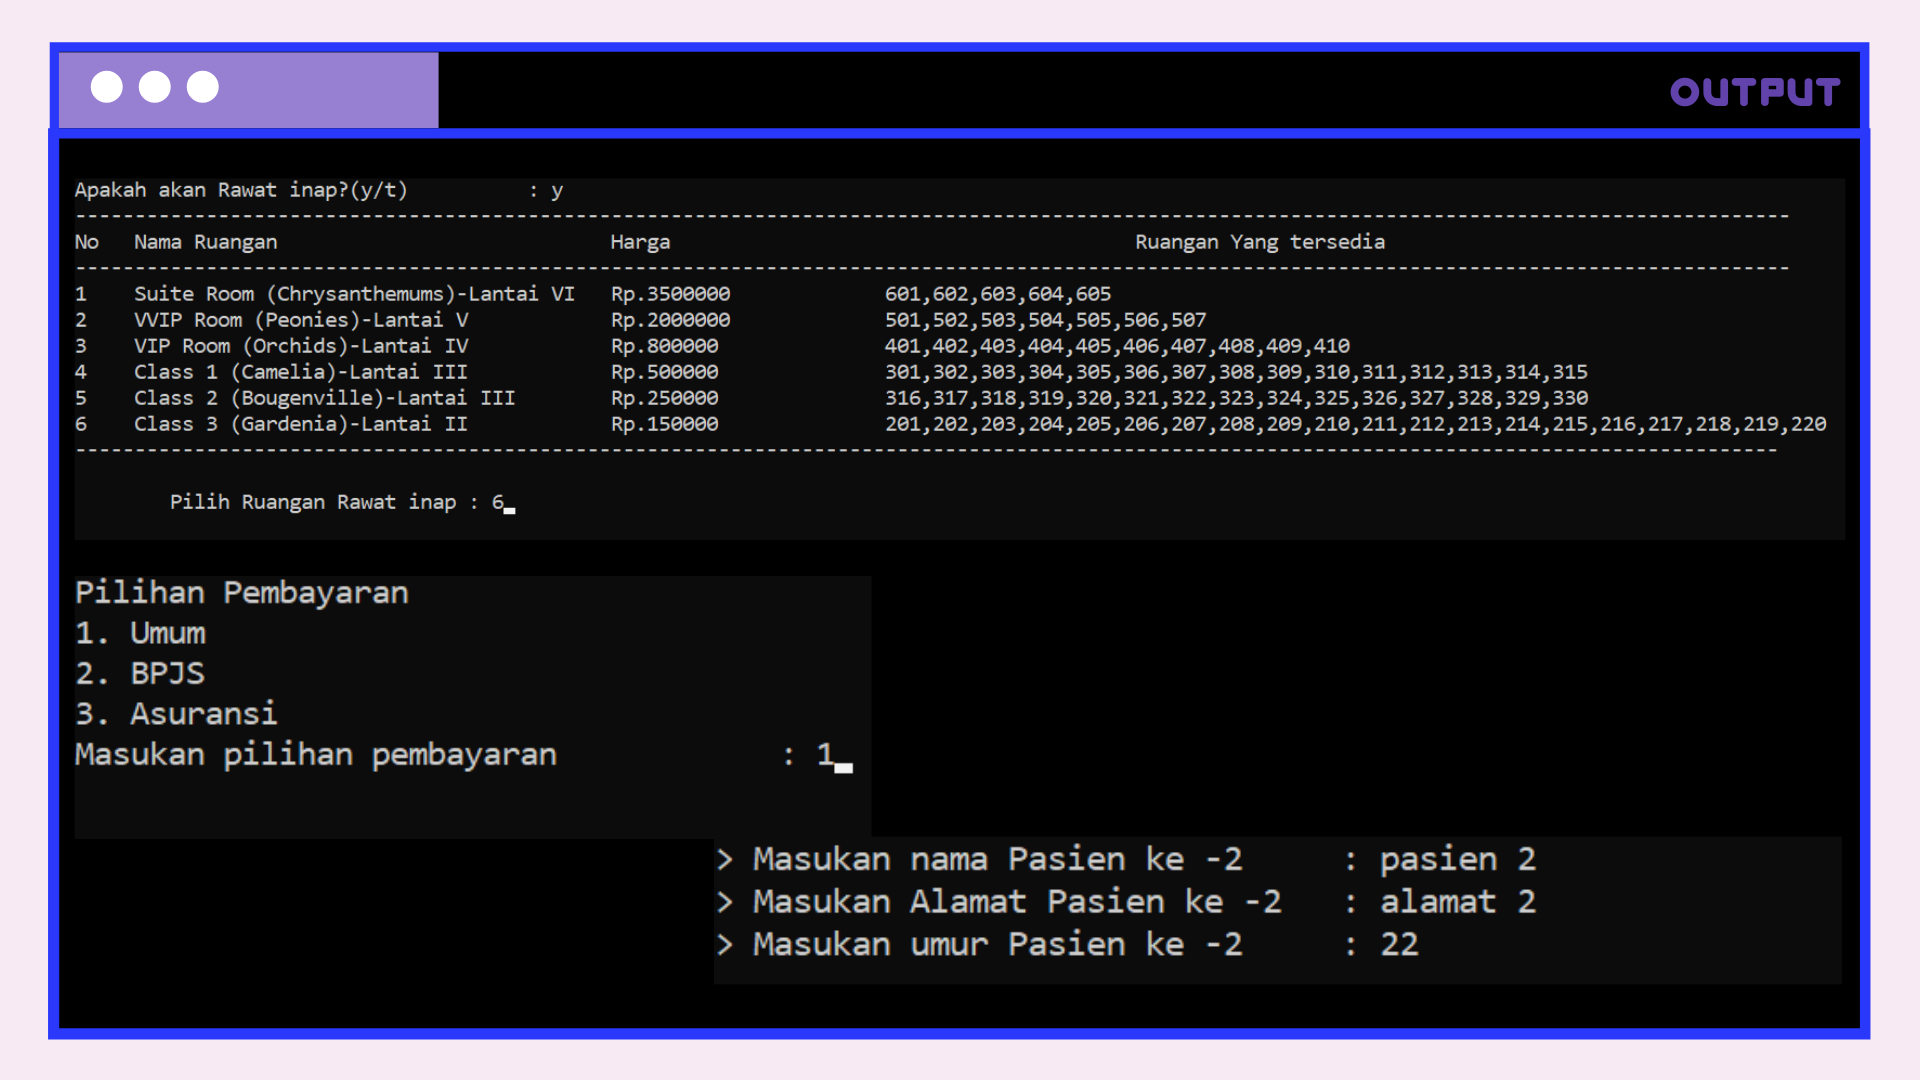 OUTPUT
Apakah akan Rawat inap?(y/t) : y
------------------------------------------------------------------------------------------------------------------------------------------------
No Nama Ruangan Harga Ruangan Yang tersedia
------------------------------------------------------------------------------------------------------------------------------------------------
1 Suite Room (Chrysanthemums)-Lantai VI Rp.3500000 601,602,603,604,605
2 VVIP Room (Peonies)-Lantai V Rp.2000000 501,502,503,504,505,506,507
3 VIP Room (Orchids)-Lantai IV Rp.800000 401,402,403,404,405,406,407,408,409,410
4 Class 1 (Camelia)-Lantai III Rp.500000 301,302,303,304,305,306,307,308,309,310,311,312,313,314,315
5 Class 2 (Bougenville)-Lantai III Rp.250000 316,317,318,319,320,321,322,323,324,325,326,327,328,329,330
6 Class 3 (Gardenia)-Lantai II Rp.150000 201,202,203,204,205,206,207,208,209,210,211,212,213,214,215,216,217,218,219,220
-----------------------------------------------------------------------------------------------------------------------------------------------
Pilih Ruangan Rawat inap : 6_
Pilihan Pembayaran
1. Umum
2. BPJS
3. Asuransi
Masukan pilihan pembayaran : 1_
> Masukan nama Pasien ke -2 : pasien 2
> Masukan Alamat Pasien ke -2 : alamat 2
> Masukan umur Pasien ke -2 : 22